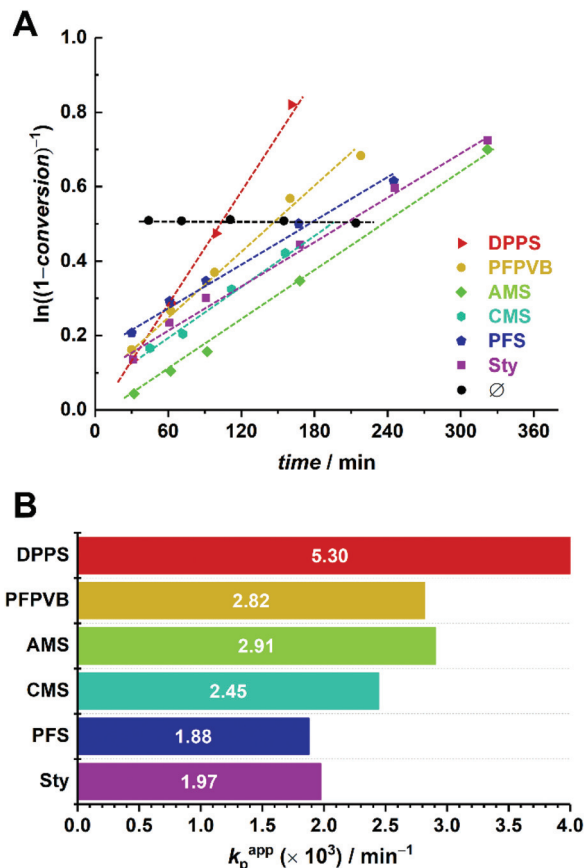 A
ln((1–conversion)⁻¹)
1.0
0.8
0.6
0.4
0.2
0.0
DPPS
PFPVB
AMS
CMS
PFS
Sty
∅
0 60 120 180 240 300 360
time / min
B
DPPS 5.30
PFPVB 2.82
AMS 2.91
CMS 2.45
PFS 1.88
Sty 1.97
0.0 0.5 1.0 1.5 2.0 2.5 3.0 3.5 4.0
kₚᵃᵖᵖ (× 10³) / min⁻¹